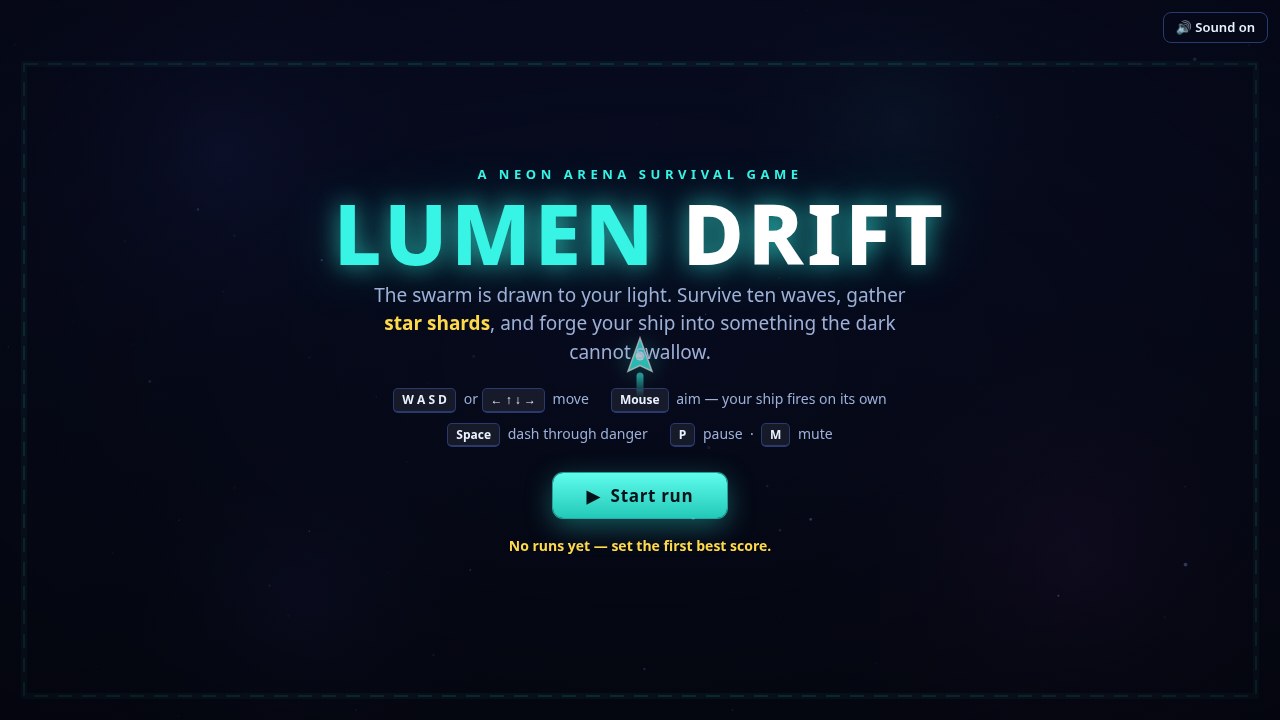 🔊 Sound on
A NEON ARENA SURVIVAL GAME
LUMEN DRIFT
The swarm is drawn to your light. Survive ten waves, gather
star shards, and forge your ship into something the dark
cannot swallow.
W A S D or ← ↑ ↓ → move Mouse aim — your ship fires on its own
Space dash through danger P pause · M mute
▶ Start run
No runs yet — set the first best score.